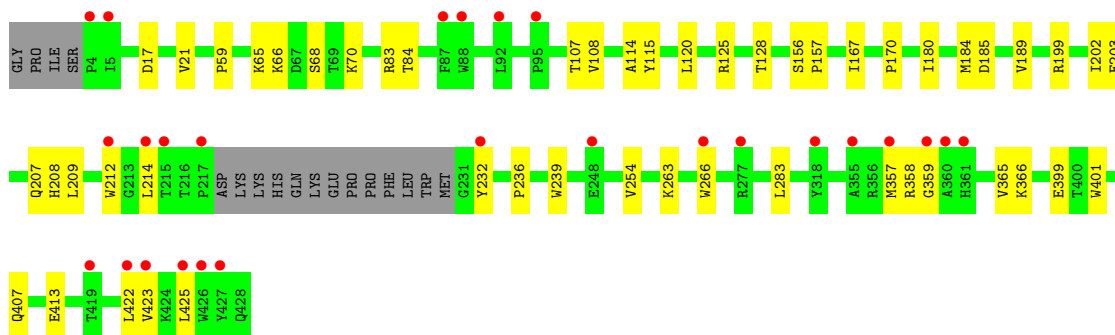 GLY PRO ILE SER P4 I5 D17 V21 P59 K65 K66 D67 S68 T69 K70 R83 T84 F87 W88 L92 P95 T107 V108 A114 Y115 L120 R125 T128 S156 P157 I167 P170 I180 M184 D185 V189 R199 I202
Q207 H208 L209 W212 G213 L214 T215 T216 P217 ASP LYS LYS HIS GLN LYS GLU PRO PRO PHE LEU TRP MET G231 Y232 P236 W239 E248 V254 K263 W266 R277 L283 Y318 A355 R356 M357 R358 G359 A360 H361 V365 K366 E399 T400 W401
Q407 E413 T419 L422 V423 K424 L425 W426 Y427 Q428